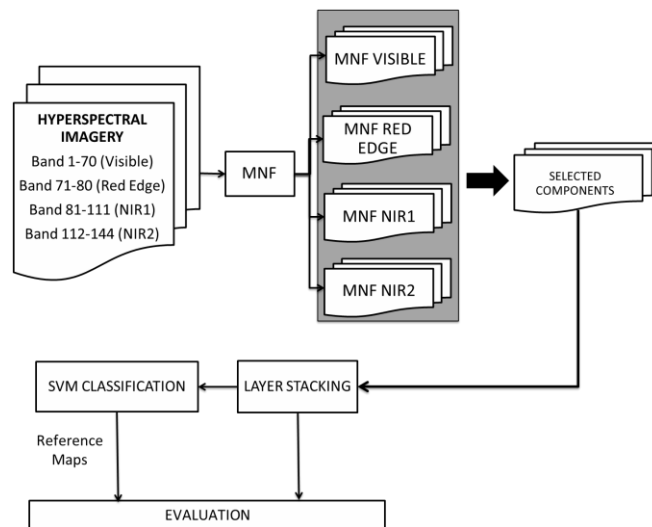 HYPERSPECTRAL
IMAGERY
Band 1-70 (Visible)
Band 71-80 (Red Edge)
Band 81-111 (NIR1)
Band 112-144 (NIR2)
MNF
MNF VISIBLE
MNF RED
EDGE
MNF NIR1
MNF NIR2
SELECTED
COMPONENTS
SVM CLASSIFICATION
LAYER STACKING
Reference
Maps
EVALUATION